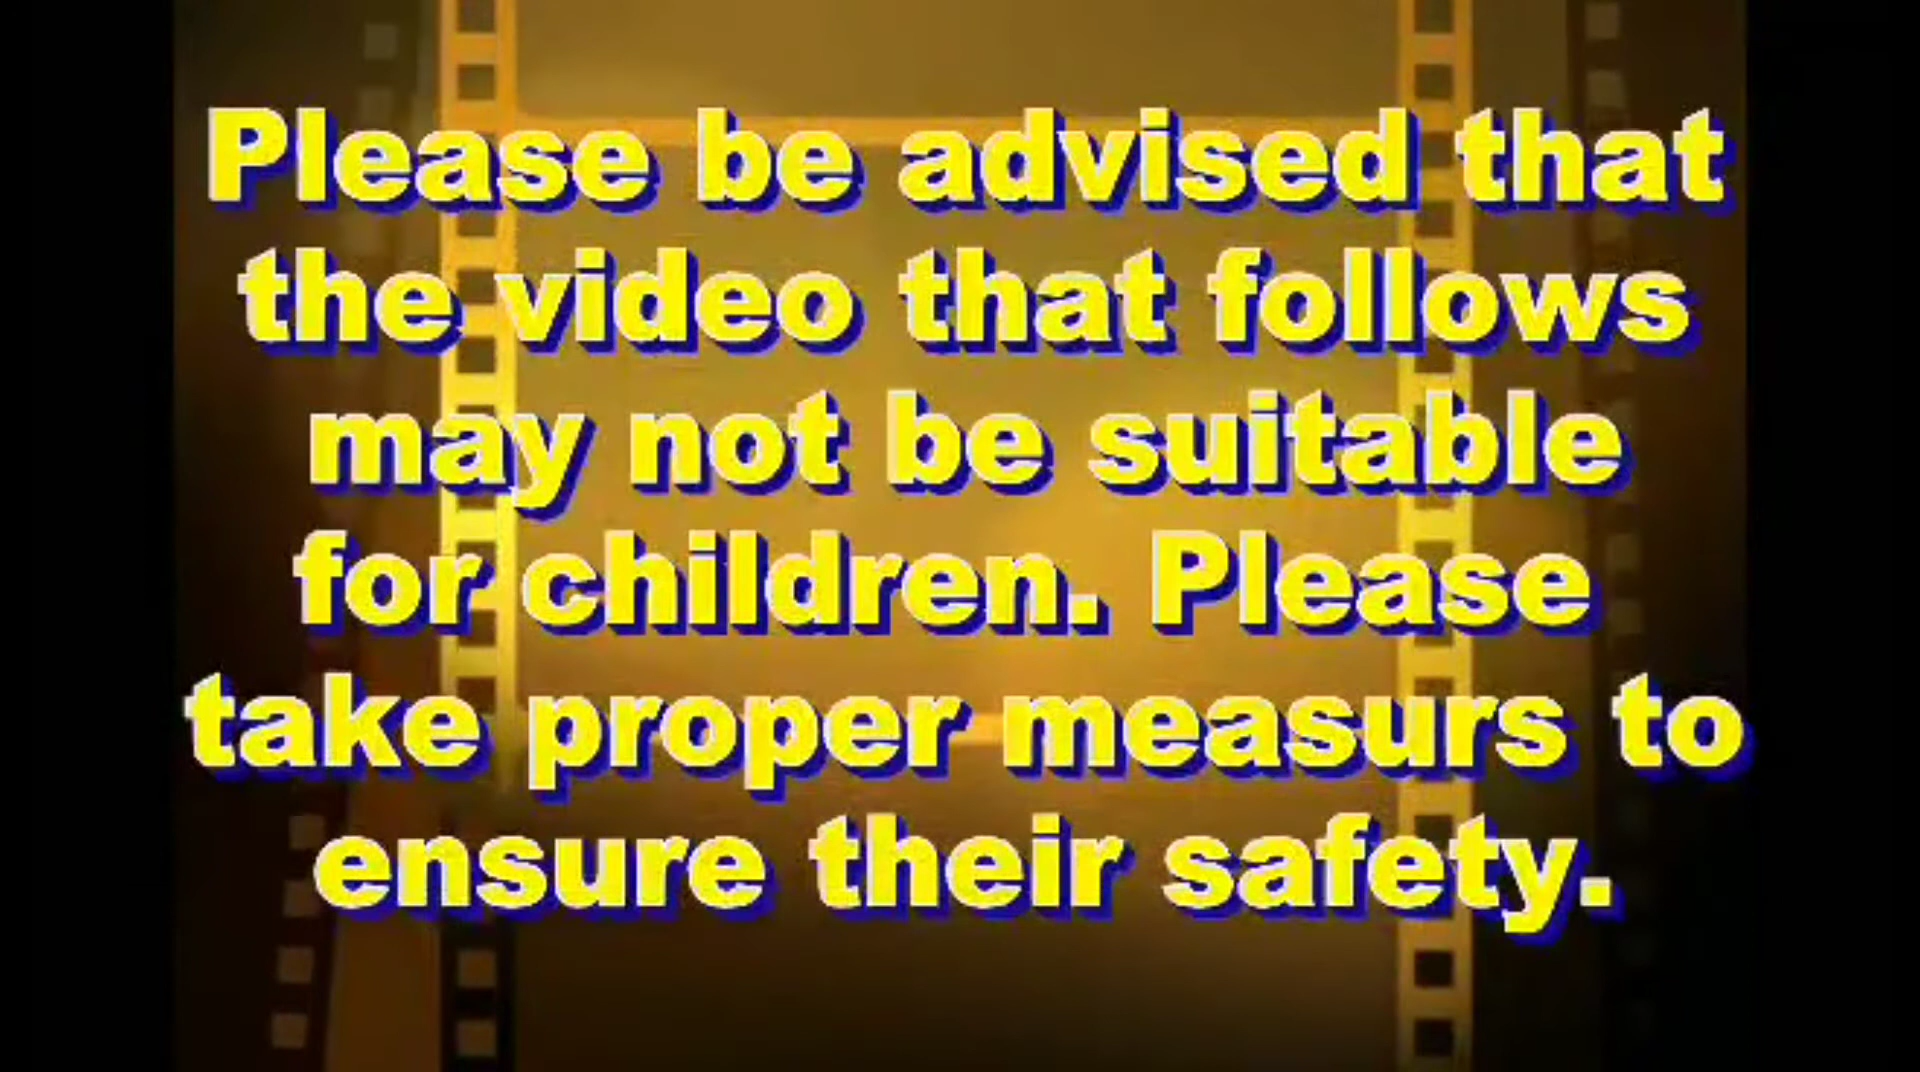 Please be advised that
the video that follows
may not be suitable
for children. Please
take proper measurs to
ensure their safety.